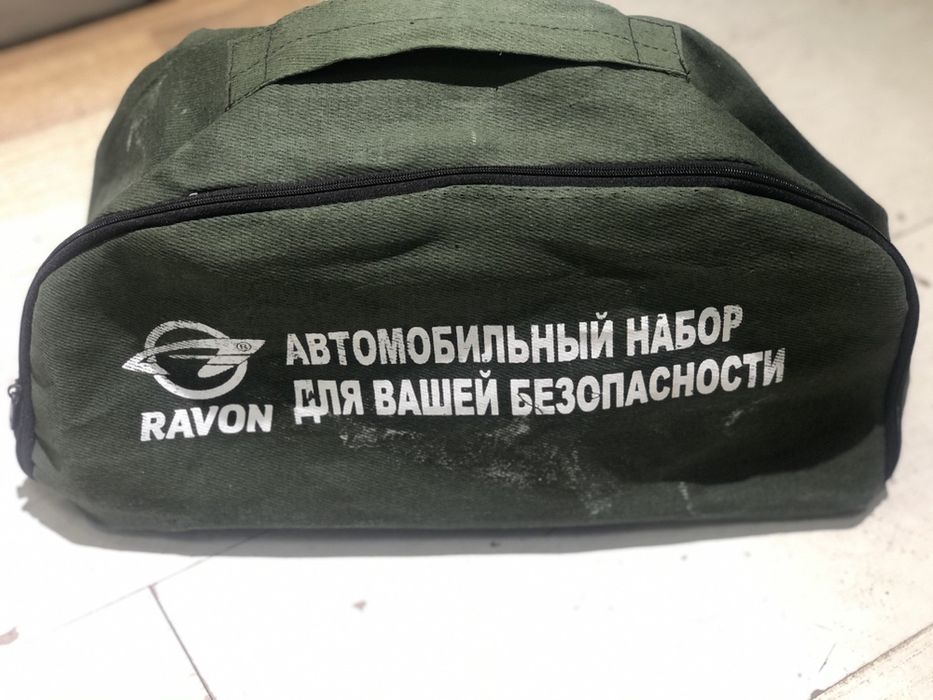 АВТОМОБИЛЬНЫЙ НАБОР
ДЛЯ ВАШЕЙ БЕЗОПАСНОСТИ
RAVON